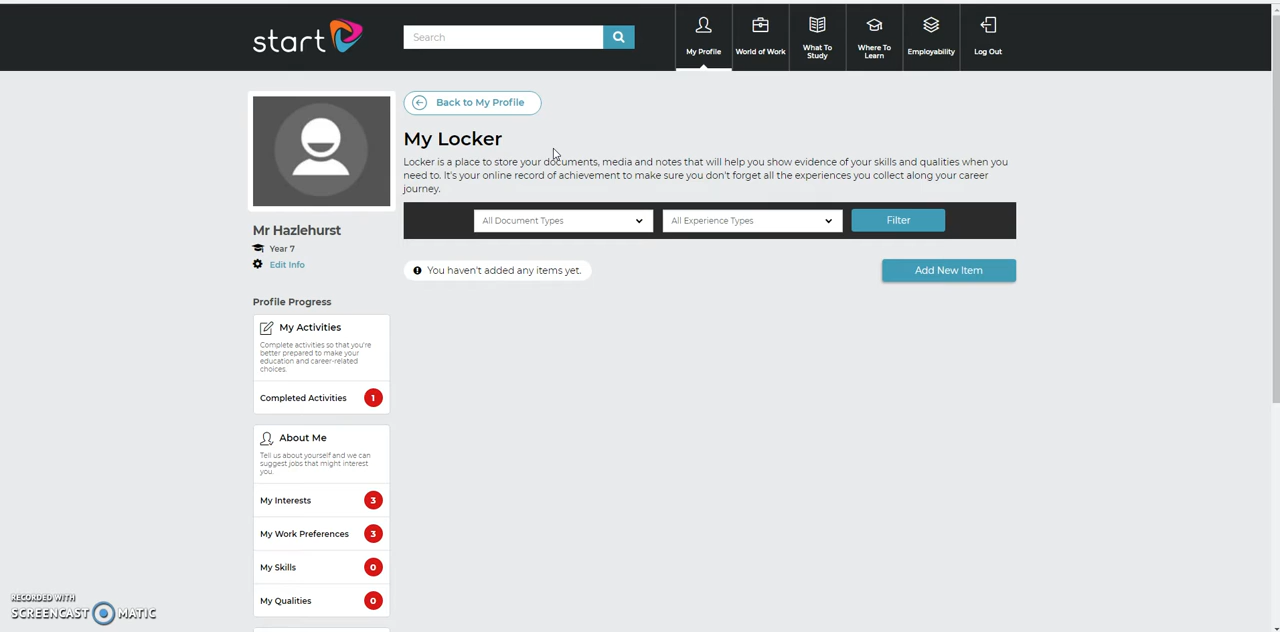 start
Search
My Profile
World of Work
What To
Study
Where To
Learn
Employability
Log Out
Back to My Profile
My Locker
Locker is a place to store your documents, media and notes that will help you show evidence of your skills and qualities when you
need to. It's your online record of achievement to make sure you don't forget all the experiences you collect along your career
journey.
All Document Types
All Experience Types
Filter
You haven't added any items yet.
Add New Item
Mr Hazlehurst
Year 7
Edit Info
Profile Progress
My Activities
Complete activities so that you're
better prepared to make your
education and career-related
choices.
Completed Activities 1
About Me
Tell us about yourself and we can
suggest jobs that might interest
you.
My Interests 3
My Work Preferences 3
My Skills 0
My Qualities 0
RECORDED WITH
SCREENCAST MATIC